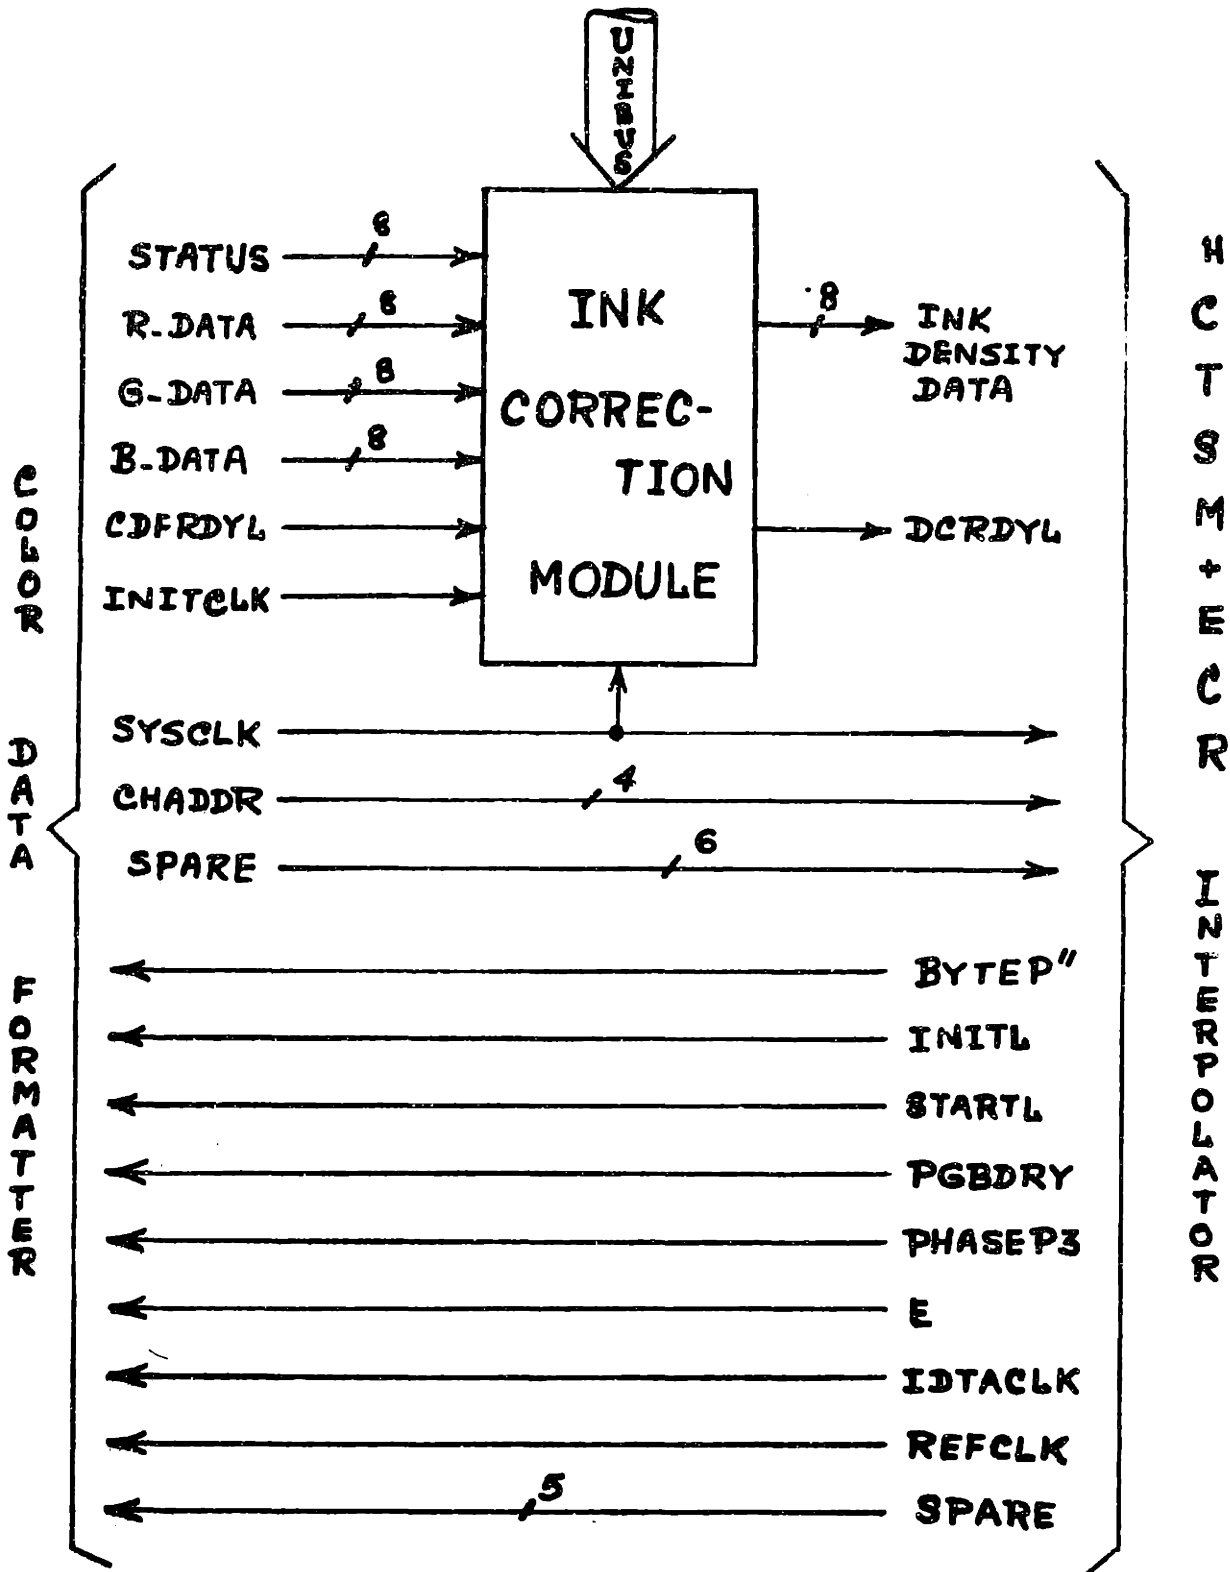 UNIBUS
STATUS 8
R-DATA 8
G-DATA 8
B-DATA 8
CDFRDYL
INITCLK
INK
CORREC-
TION
MODULE
8 INK
DENSITY
DATA
DCRDYL
SYSCLK
CHADDR 4
SPARE 6
BYTEP"
INITL
STARTL
PGBDRY
PHASEP3
E
IDTACLK
REFCLK
5 SPARE
COLOR DATA FORMATTER
HCTSM+ECR INTERPOLATOR